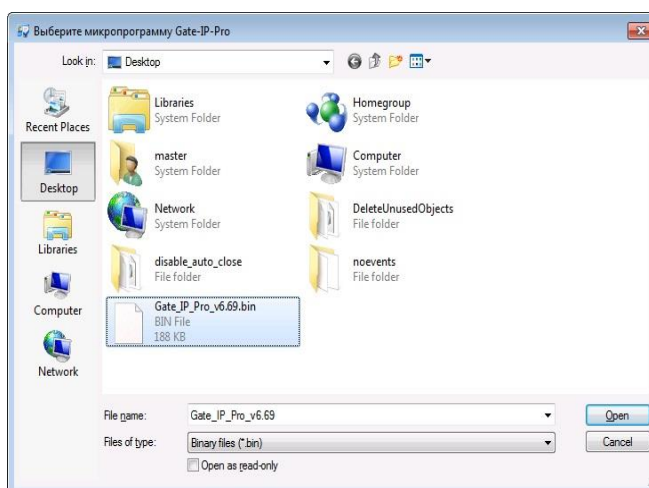 Выберите микропрограмму Gate-IP-Pro
Look in:
Desktop
Recent Places
Desktop
Libraries
Computer
Network
Libraries
System Folder
Homegroup
System Folder
master
System Folder
Computer
System Folder
Network
System Folder
DeleteUnusedObjects
File folder
disable_auto_close
File folder
noevents
File folder
Gate_IP_Pro_v6.69.bin
BIN File
188 KB
File name:
Gate_IP_Pro_v6.69
Open
Files of type:
Binary files (*.bin)
Cancel
Open as read-only